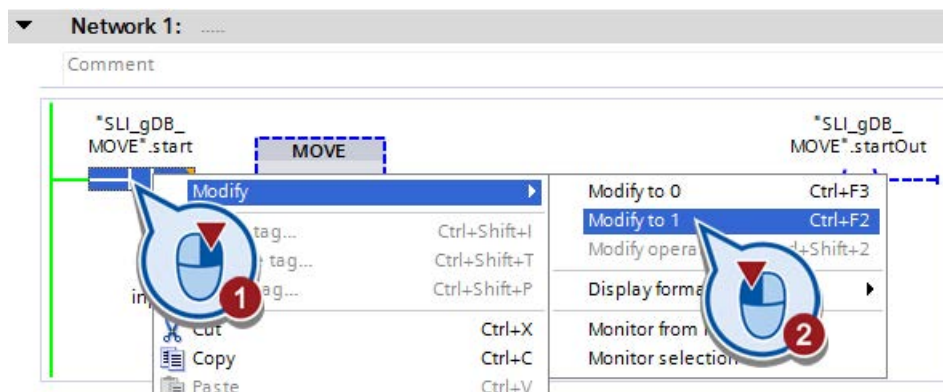 Network 1: .....
Comment
"SLI_gDB_
MOVE".start
MOVE
"SLI_gDB_
MOVE".startOut
Modify
tag... Ctrl+Shift+I
tag... Ctrl+Shift+T
ag... Ctrl+Shift+P
Cut Ctrl+X
Copy Ctrl+C
Paste Ctrl+V
Modify to 0 Ctrl+F3
Modify to 1 Ctrl+F2
Modify opera +Shift+2
Display forma
Monitor from
Monitor selection
1
2